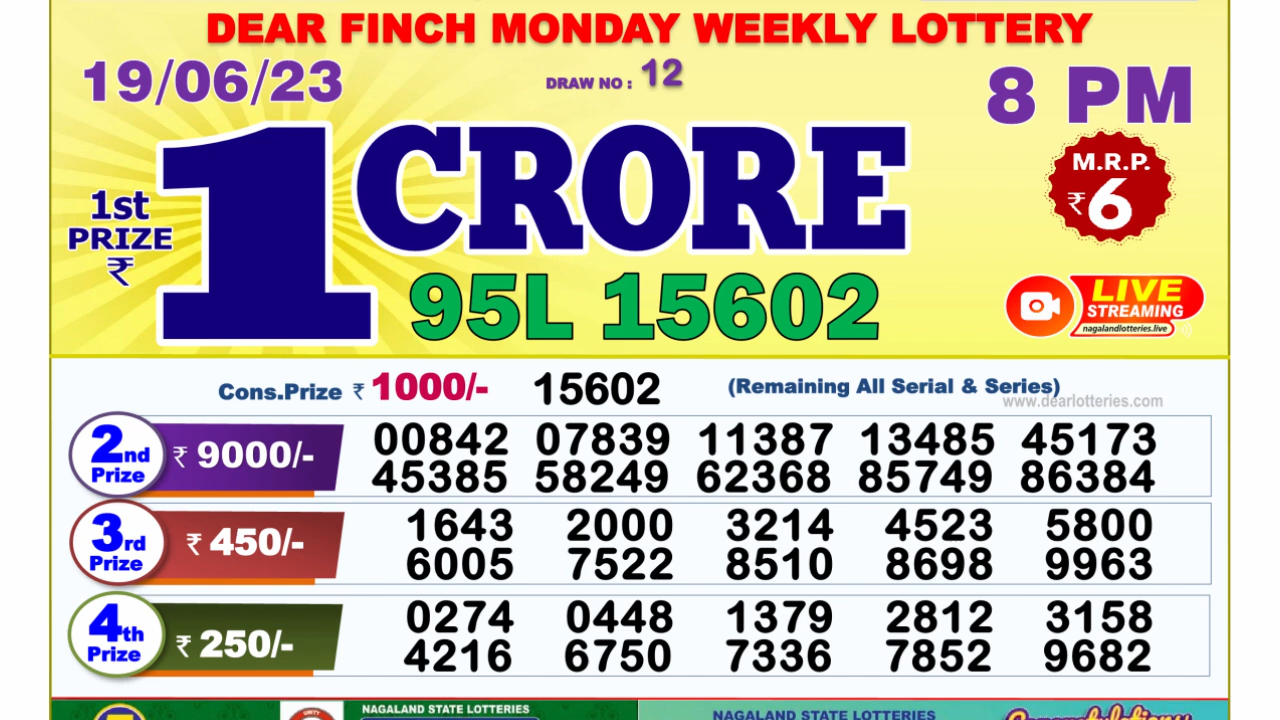 DEAR FINCH MONDAY WEEKLY LOTTERY
19/06/23
DRAW NO : 12
8 PM
1st
PRIZE
₹
1 CRORE
M.R.P.
₹6
95L 15602
LIVE
STREAMING
nagalandlotteries.live
Cons.Prize ₹ 1000/- 15602 (Remaining All Serial & Series)
www.dearlotteries.com
2nd
Prize
₹ 9000/-
00842 07839 11387 13485 45173
45385 58249 62368 85749 86384
3rd
Prize
₹ 450/-
1643 2000 3214 4523 5800
6005 7522 8510 8698 9963
4th
Prize
₹ 250/-
0274 0448 1379 2812 3158
4216 6750 7336 7852 9682
NAGALAND STATE LOTTERIES
NAGALAND STATE LOTTERIES